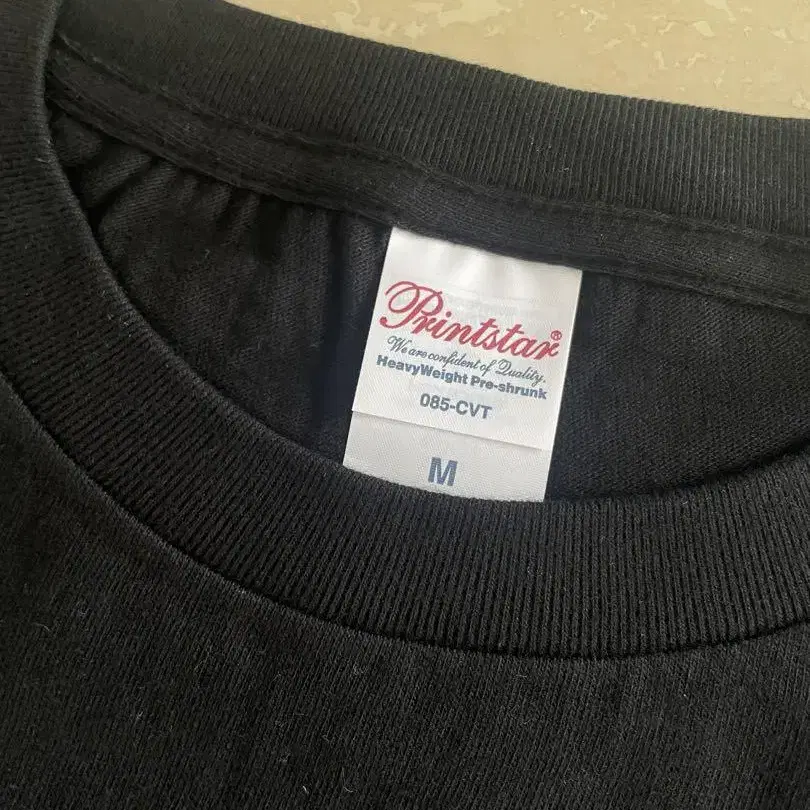 Printstar®
We are confident of Quality.
HeavyWeight Pre-shrunk
085-CVT
M